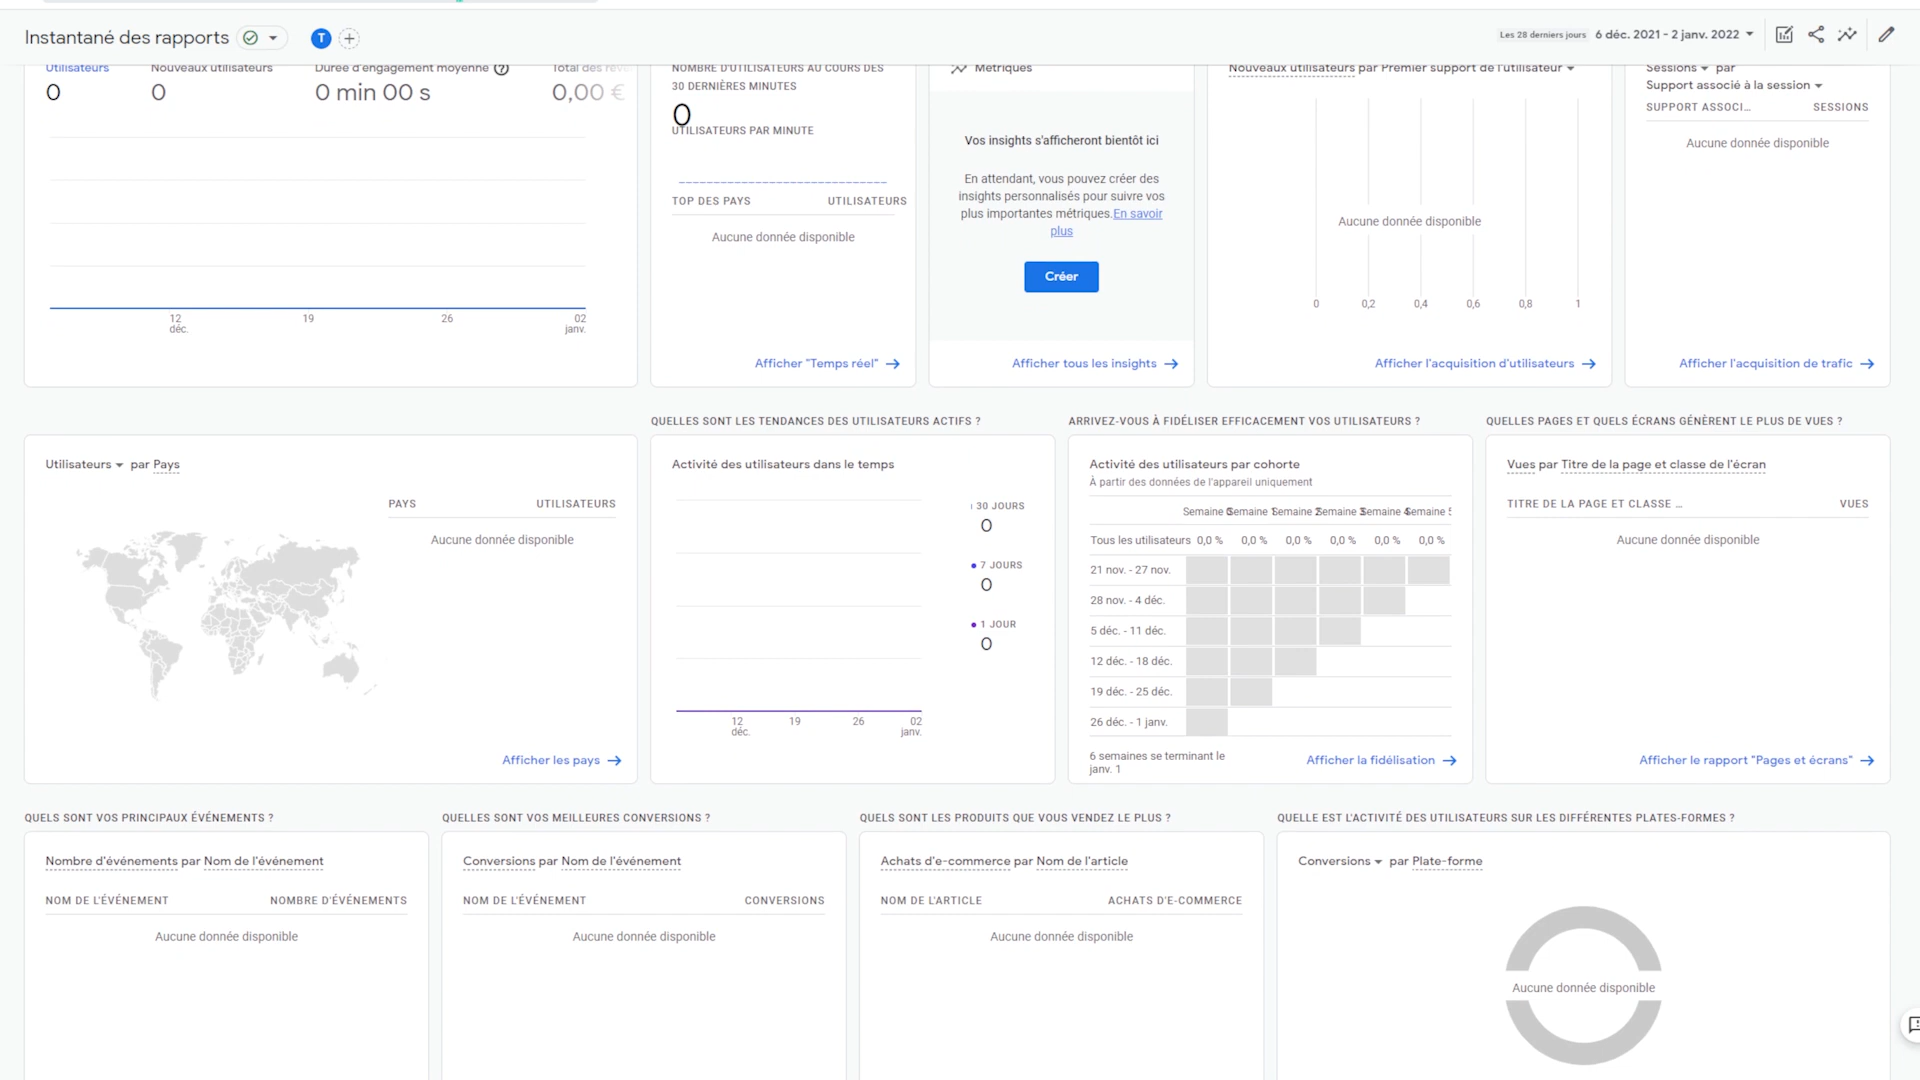 Instantané des rapports
T
Les 28 derniers jours 6 déc. 2021 - 2 janv. 2022
Utilisateurs
0
Nouveaux utilisateurs
0
Durée d'engagement moyenne
0 min 00 s
Total des
0,00 €
12
déc.
19
26
02
janv.
NOMBRE D'UTILISATEURS AU COURS DES
30 DERNIÈRES MINUTES
0
UTILISATEURS PAR MINUTE
TOP DES PAYS UTILISATEURS
Aucune donnée disponible
Afficher "Temps réel"
Métriques
Vos insights s'afficheront bientôt ici
En attendant, vous pouvez créer des
insights personnalisés pour suivre vos
plus importantes métriques.En savoir
plus
Créer
Afficher tous les insights
Nouveaux utilisateurs par Premier support de l'utilisateur
Aucune donnée disponible
0 0,2 0,4 0,6 0,8 1
Afficher l'acquisition d'utilisateurs
Sessions par
Support associé à la session
SUPPORT ASSOCI... SESSIONS
Aucune donnée disponible
Afficher l'acquisition de trafic
Utilisateurs par Pays
PAYS UTILISATEURS
Aucune donnée disponible
Afficher les pays
QUELLES SONT LES TENDANCES DES UTILISATEURS ACTIFS ?
Activité des utilisateurs dans le temps
30 JOURS
0
7 JOURS
0
1 JOUR
0
12
déc.
19
26
02
janv.
ARRIVEZ-VOUS À FIDÉLISER EFFICACEMENT VOS UTILISATEURS ?
Activité des utilisateurs par cohorte
À partir des données de l'appareil uniquement
Semaine 0 Semaine 1 Semaine 2 Semaine 3 Semaine 4 Semaine 5
Tous les utilisateurs 0,0 % 0,0 % 0,0 % 0,0 % 0,0 % 0,0 %
21 nov. - 27 nov.
28 nov. - 4 déc.
5 déc. - 11 déc.
12 déc. - 18 déc.
19 déc. - 25 déc.
26 déc. - 1 janv.
6 semaines se terminant le
janv. 1
Afficher la fidélisation
QUELLES PAGES ET QUELS ÉCRANS GÉNÈRENT LE PLUS DE VUES ?
Vues par Titre de la page et classe de l'écran
TITRE DE LA PAGE ET CLASSE ... VUES
Aucune donnée disponible
Afficher le rapport "Pages et écrans"
QUELS SONT VOS PRINCIPAUX ÉVÉNEMENTS ?
Nombre d'événements par Nom de l'événement
NOM DE L'ÉVÉNEMENT NOMBRE D'ÉVÉNEMENTS
Aucune donnée disponible
QUELLES SONT VOS MEILLEURES CONVERSIONS ?
Conversions par Nom de l'événement
NOM DE L'ÉVÉNEMENT CONVERSIONS
Aucune donnée disponible
QUELS SONT LES PRODUITS QUE VOUS VENDEZ LE PLUS ?
Achats d'e-commerce par Nom de l'article
NOM DE L'ARTICLE ACHATS D'E-COMMERCE
Aucune donnée disponible
QUELLE EST L'ACTIVITÉ DES UTILISATEURS SUR LES DIFFÉRENTES PLATES-FORMES ?
Conversions par Plate-forme
Aucune donnée disponible